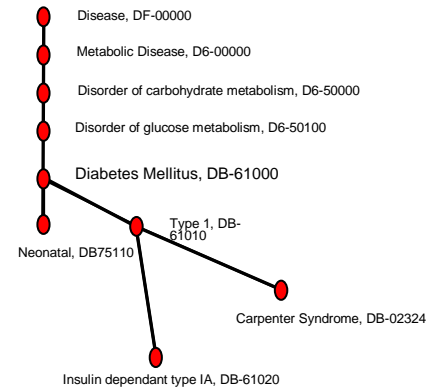 Disease, DF-00000
Metabolic Disease, D6-00000
Disorder of carbohydrate metabolism, D6-50000
Disorder of glucose metabolism, D6-50100
Diabetes Mellitus, DB-61000
Type 1, DB-
61010
Neonatal, DB75110
Carpenter Syndrome, DB-02324
Insulin dependant type IA, DB-61020